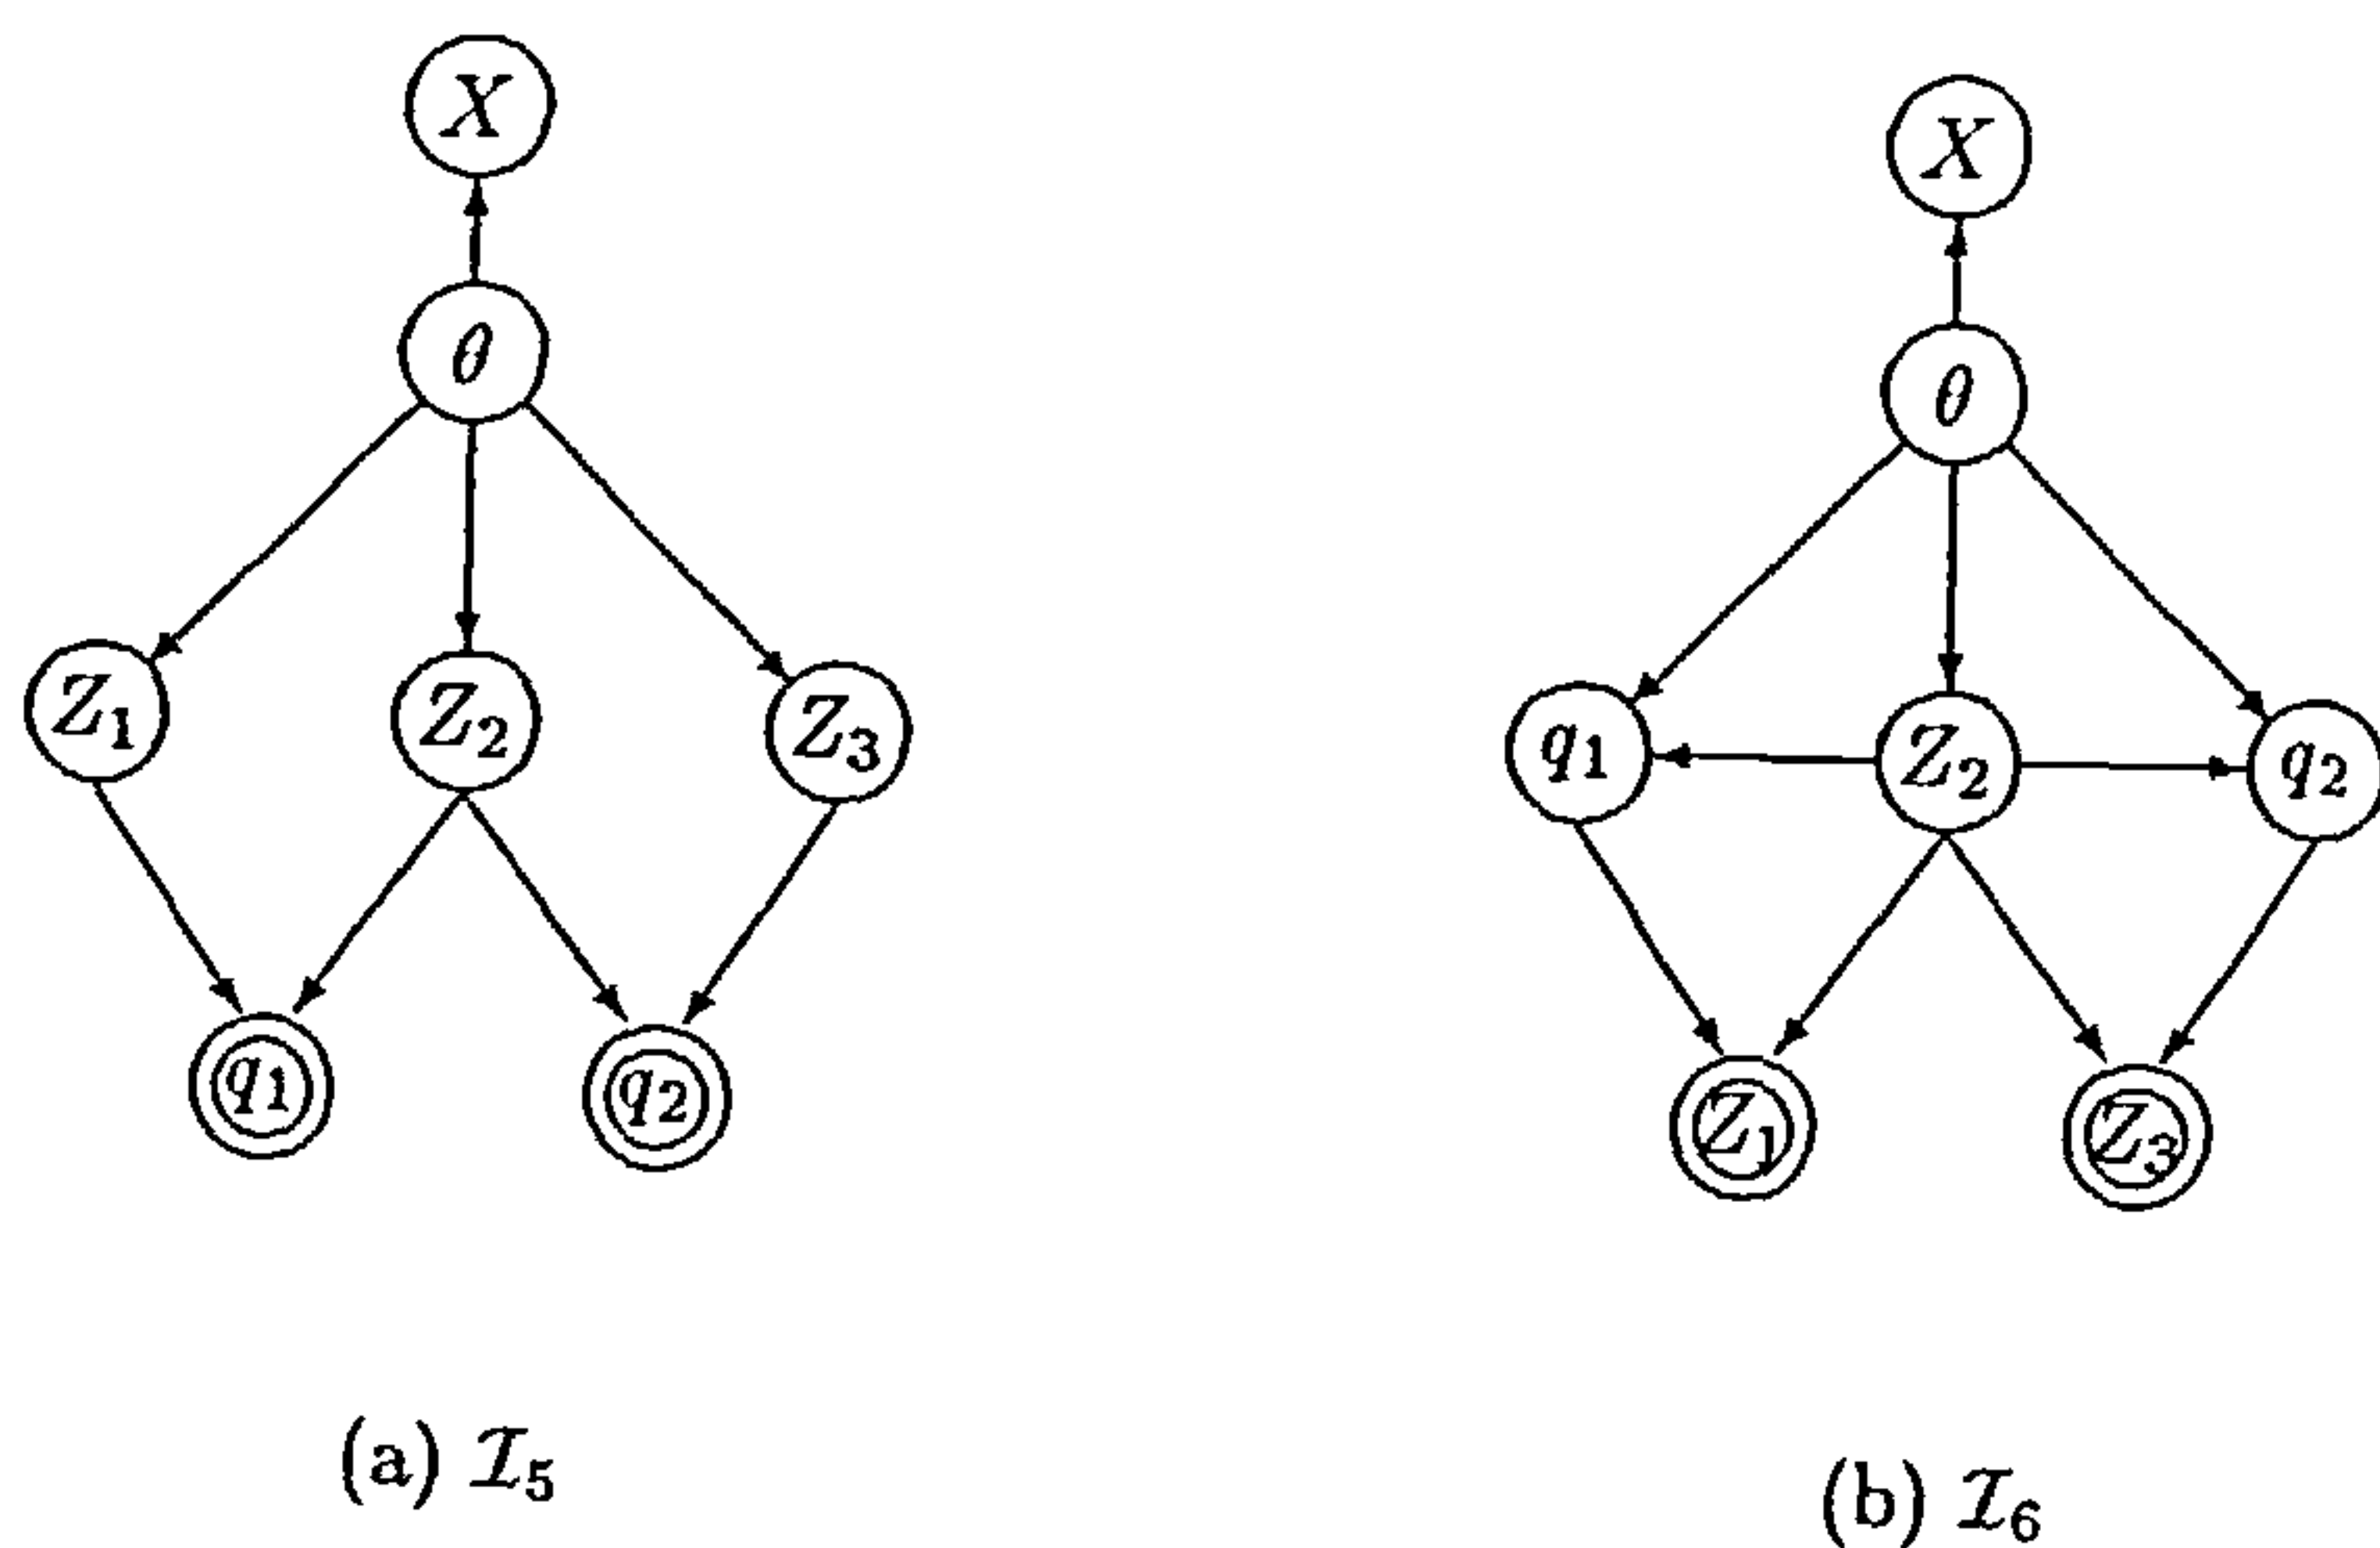 X
X
θ
θ
Z₁ Z₂ Z₃
q₁ Z₂ q₂
q₁ q₂
Z₁ Z₃
(a) ℐ₅
(b) ℐ₆